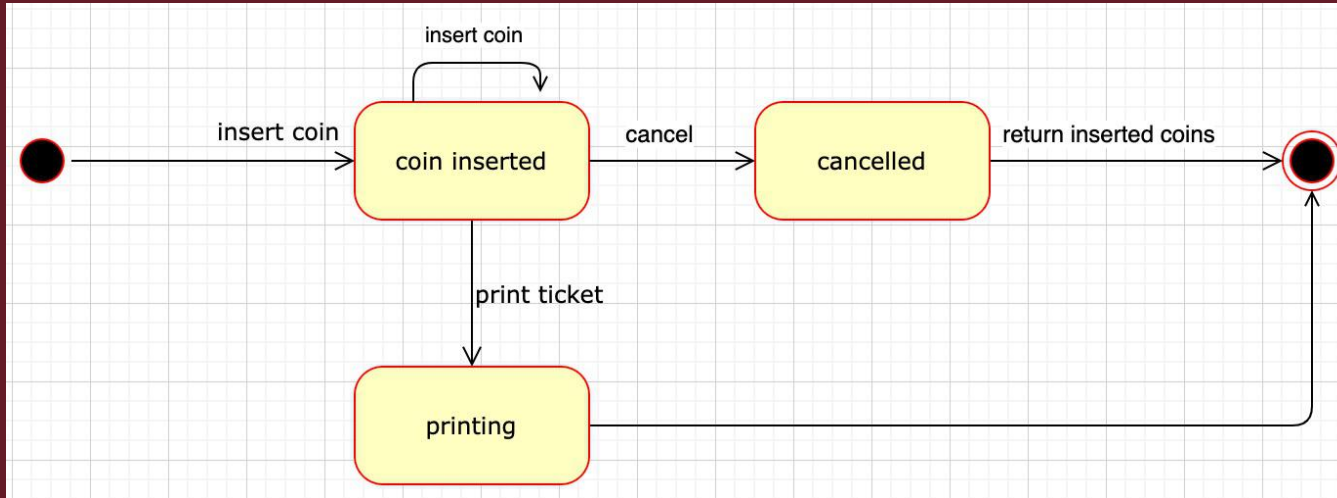 insert coin
insert coin
coin inserted
cancel
cancelled
return inserted coins
print ticket
printing